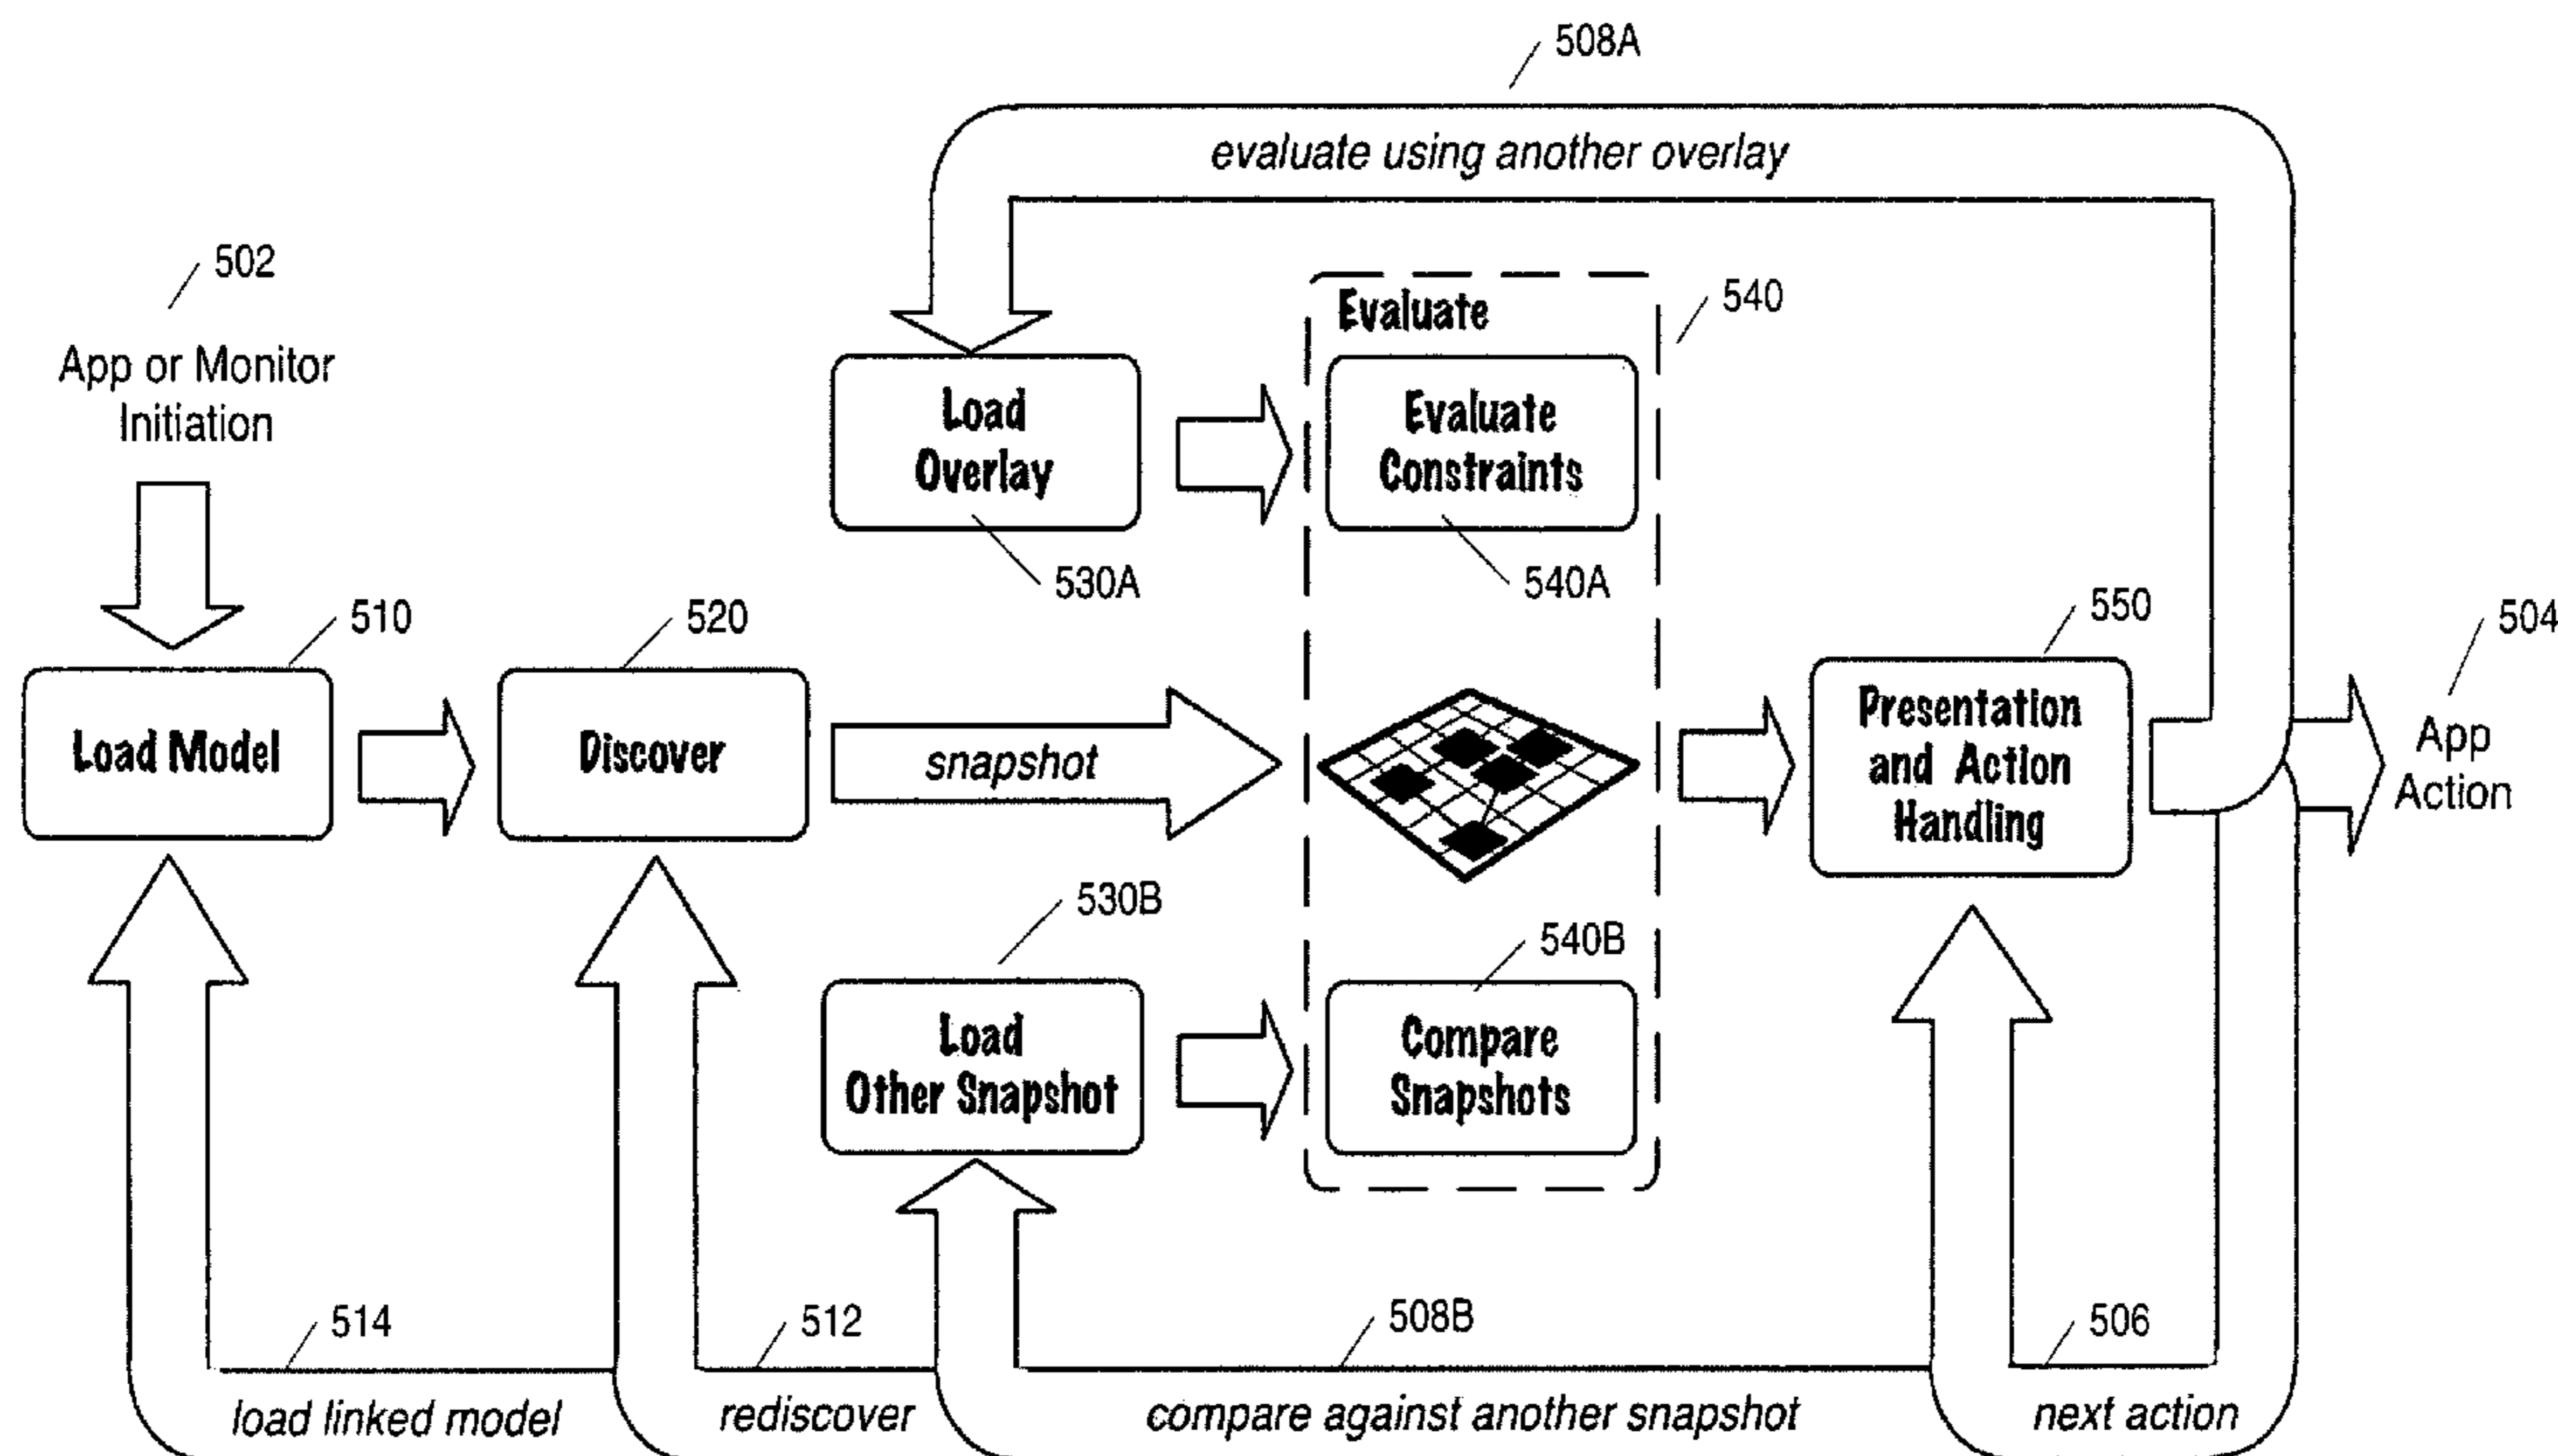 508A
evaluate using another overlay
502
App or Monitor
Initiation
Evaluate
540
Load
Overlay
530A
Evaluate
Constraints
540A
510
Load Model
520
Discover
snapshot
550
Presentation
and Action
Handling
504
App
Action
530B
Load
Other Snapshot
540B
Compare
Snapshots
514
load linked model
512
rediscover
508B
compare against another snapshot
506
next action